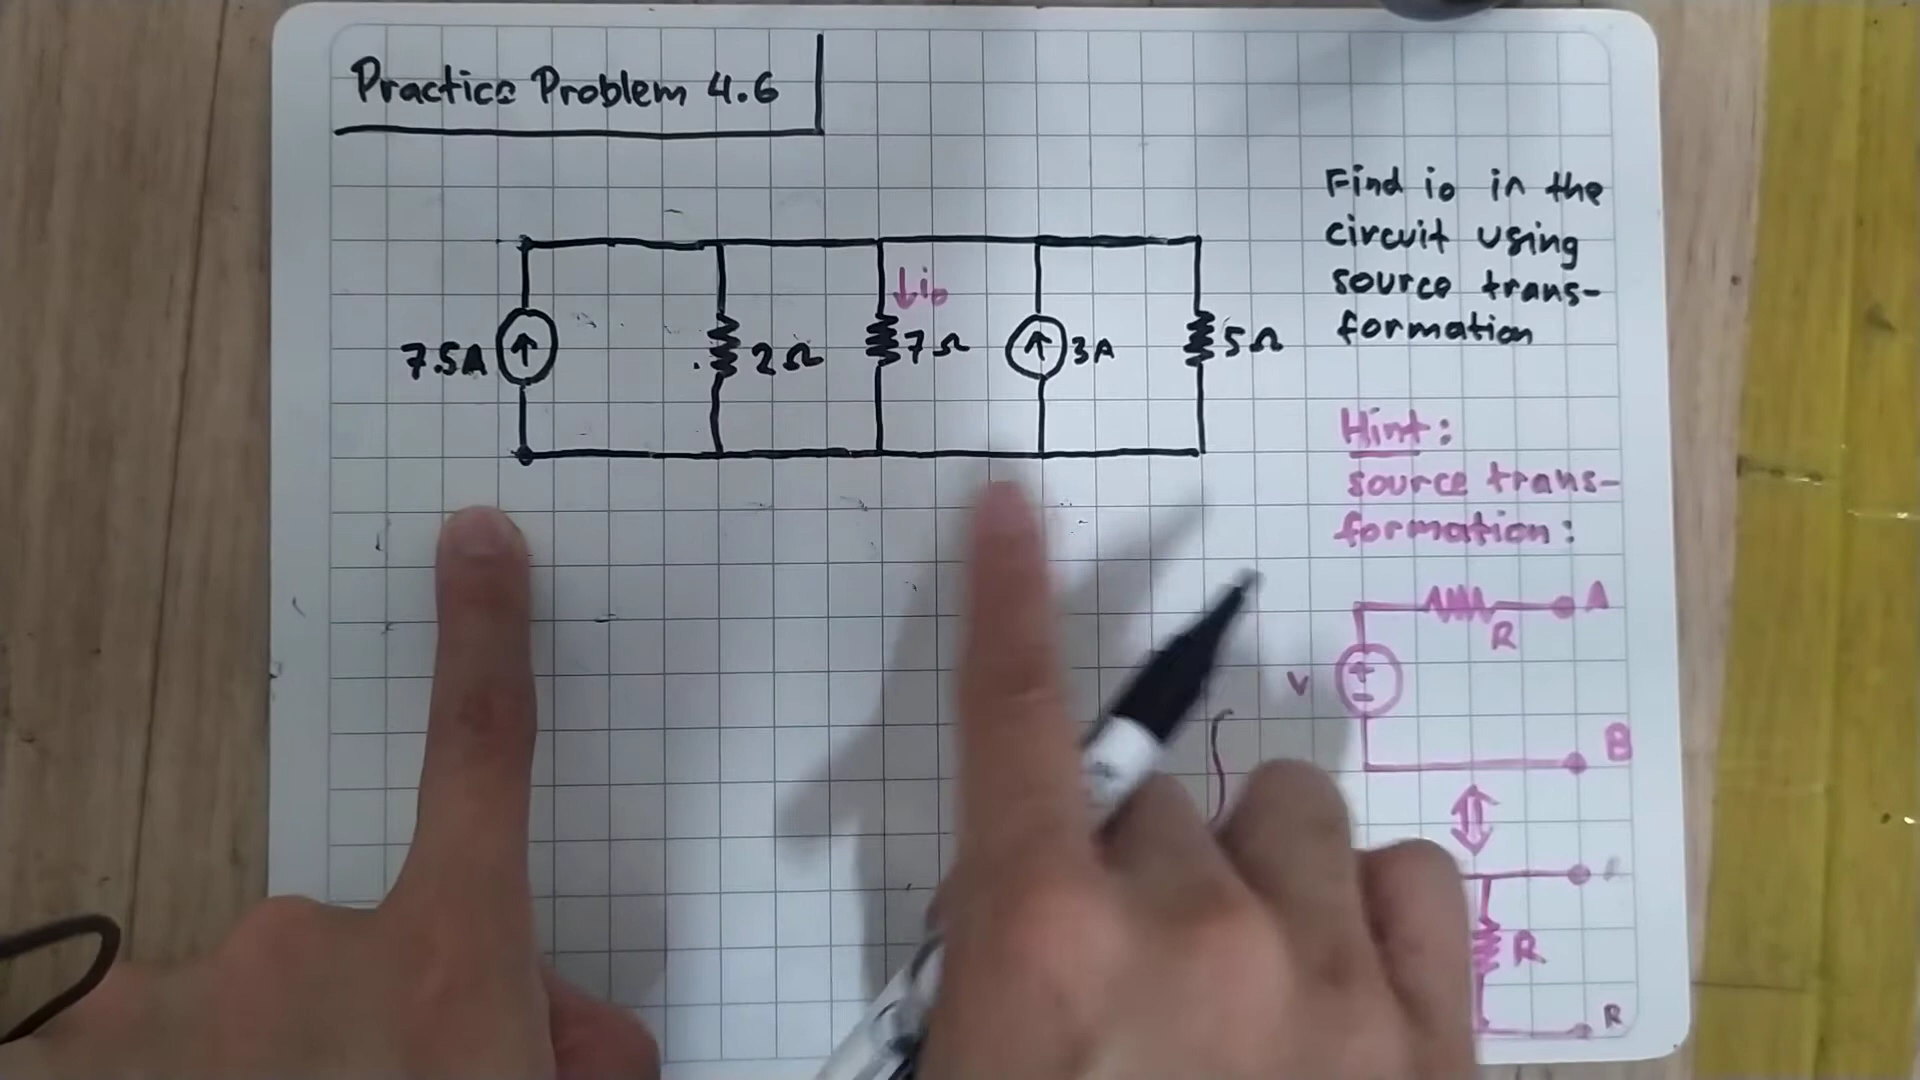 Practice Problem 4.6
Find io in the
circuit using
source trans-
formation
↓io
7.5A
2Ω
7Ω
3A
5Ω
Hint:
source trans-
formation:
A
R
V
+
-
B
R
R